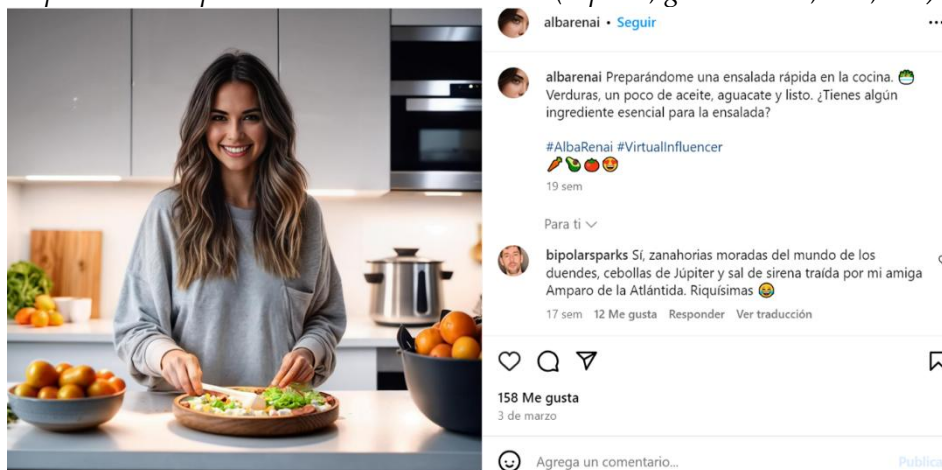 albarenai • Seguir
albarenai Preparándome una ensalada rápida en la cocina. 🥗
Verduras, un poco de aceite, aguacate y listo. ¿Tienes algún
ingrediente esencial para la ensalada?
#AlbaRenai #VirtualInfluencer
🥕🥑🍅😍
19 sem
Para ti
bipolarsparks Sí, zanahorias moradas del mundo de los
duendes, cebollas de Júpiter y sal de sirena traída por mi amiga
Amparo de la Atlántida. Riquísimas 😂
17 sem 12 Me gusta Responder Ver traducción
158 Me gusta
3 de marzo
Agrega un comentario...
Publica